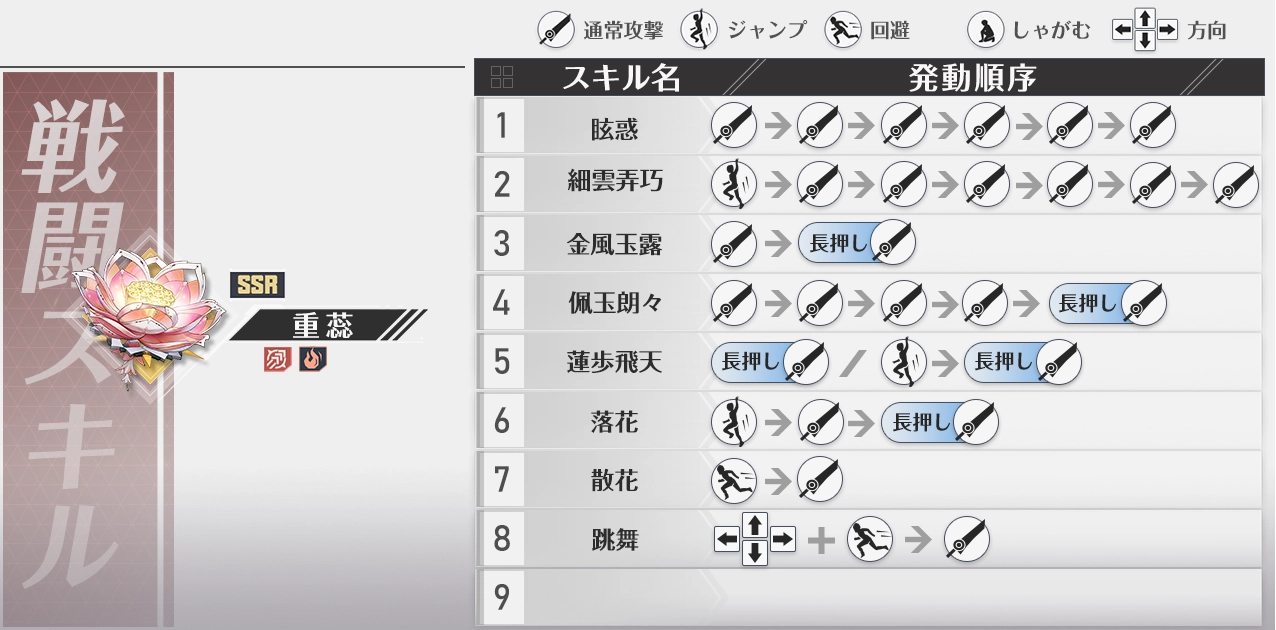 通常攻撃 ジャンプ 回避 しゃがむ 方向
戦闘スキル
SSR
重蕊
スキル名 発動順序
1 眩惑
2 細雲弄巧
3 金風玉露 長押し
4 佩玉朗々 長押し
5 蓮歩飛天 長押し / 長押し
6 落花 長押し
7 散花
8 跳舞 +
9